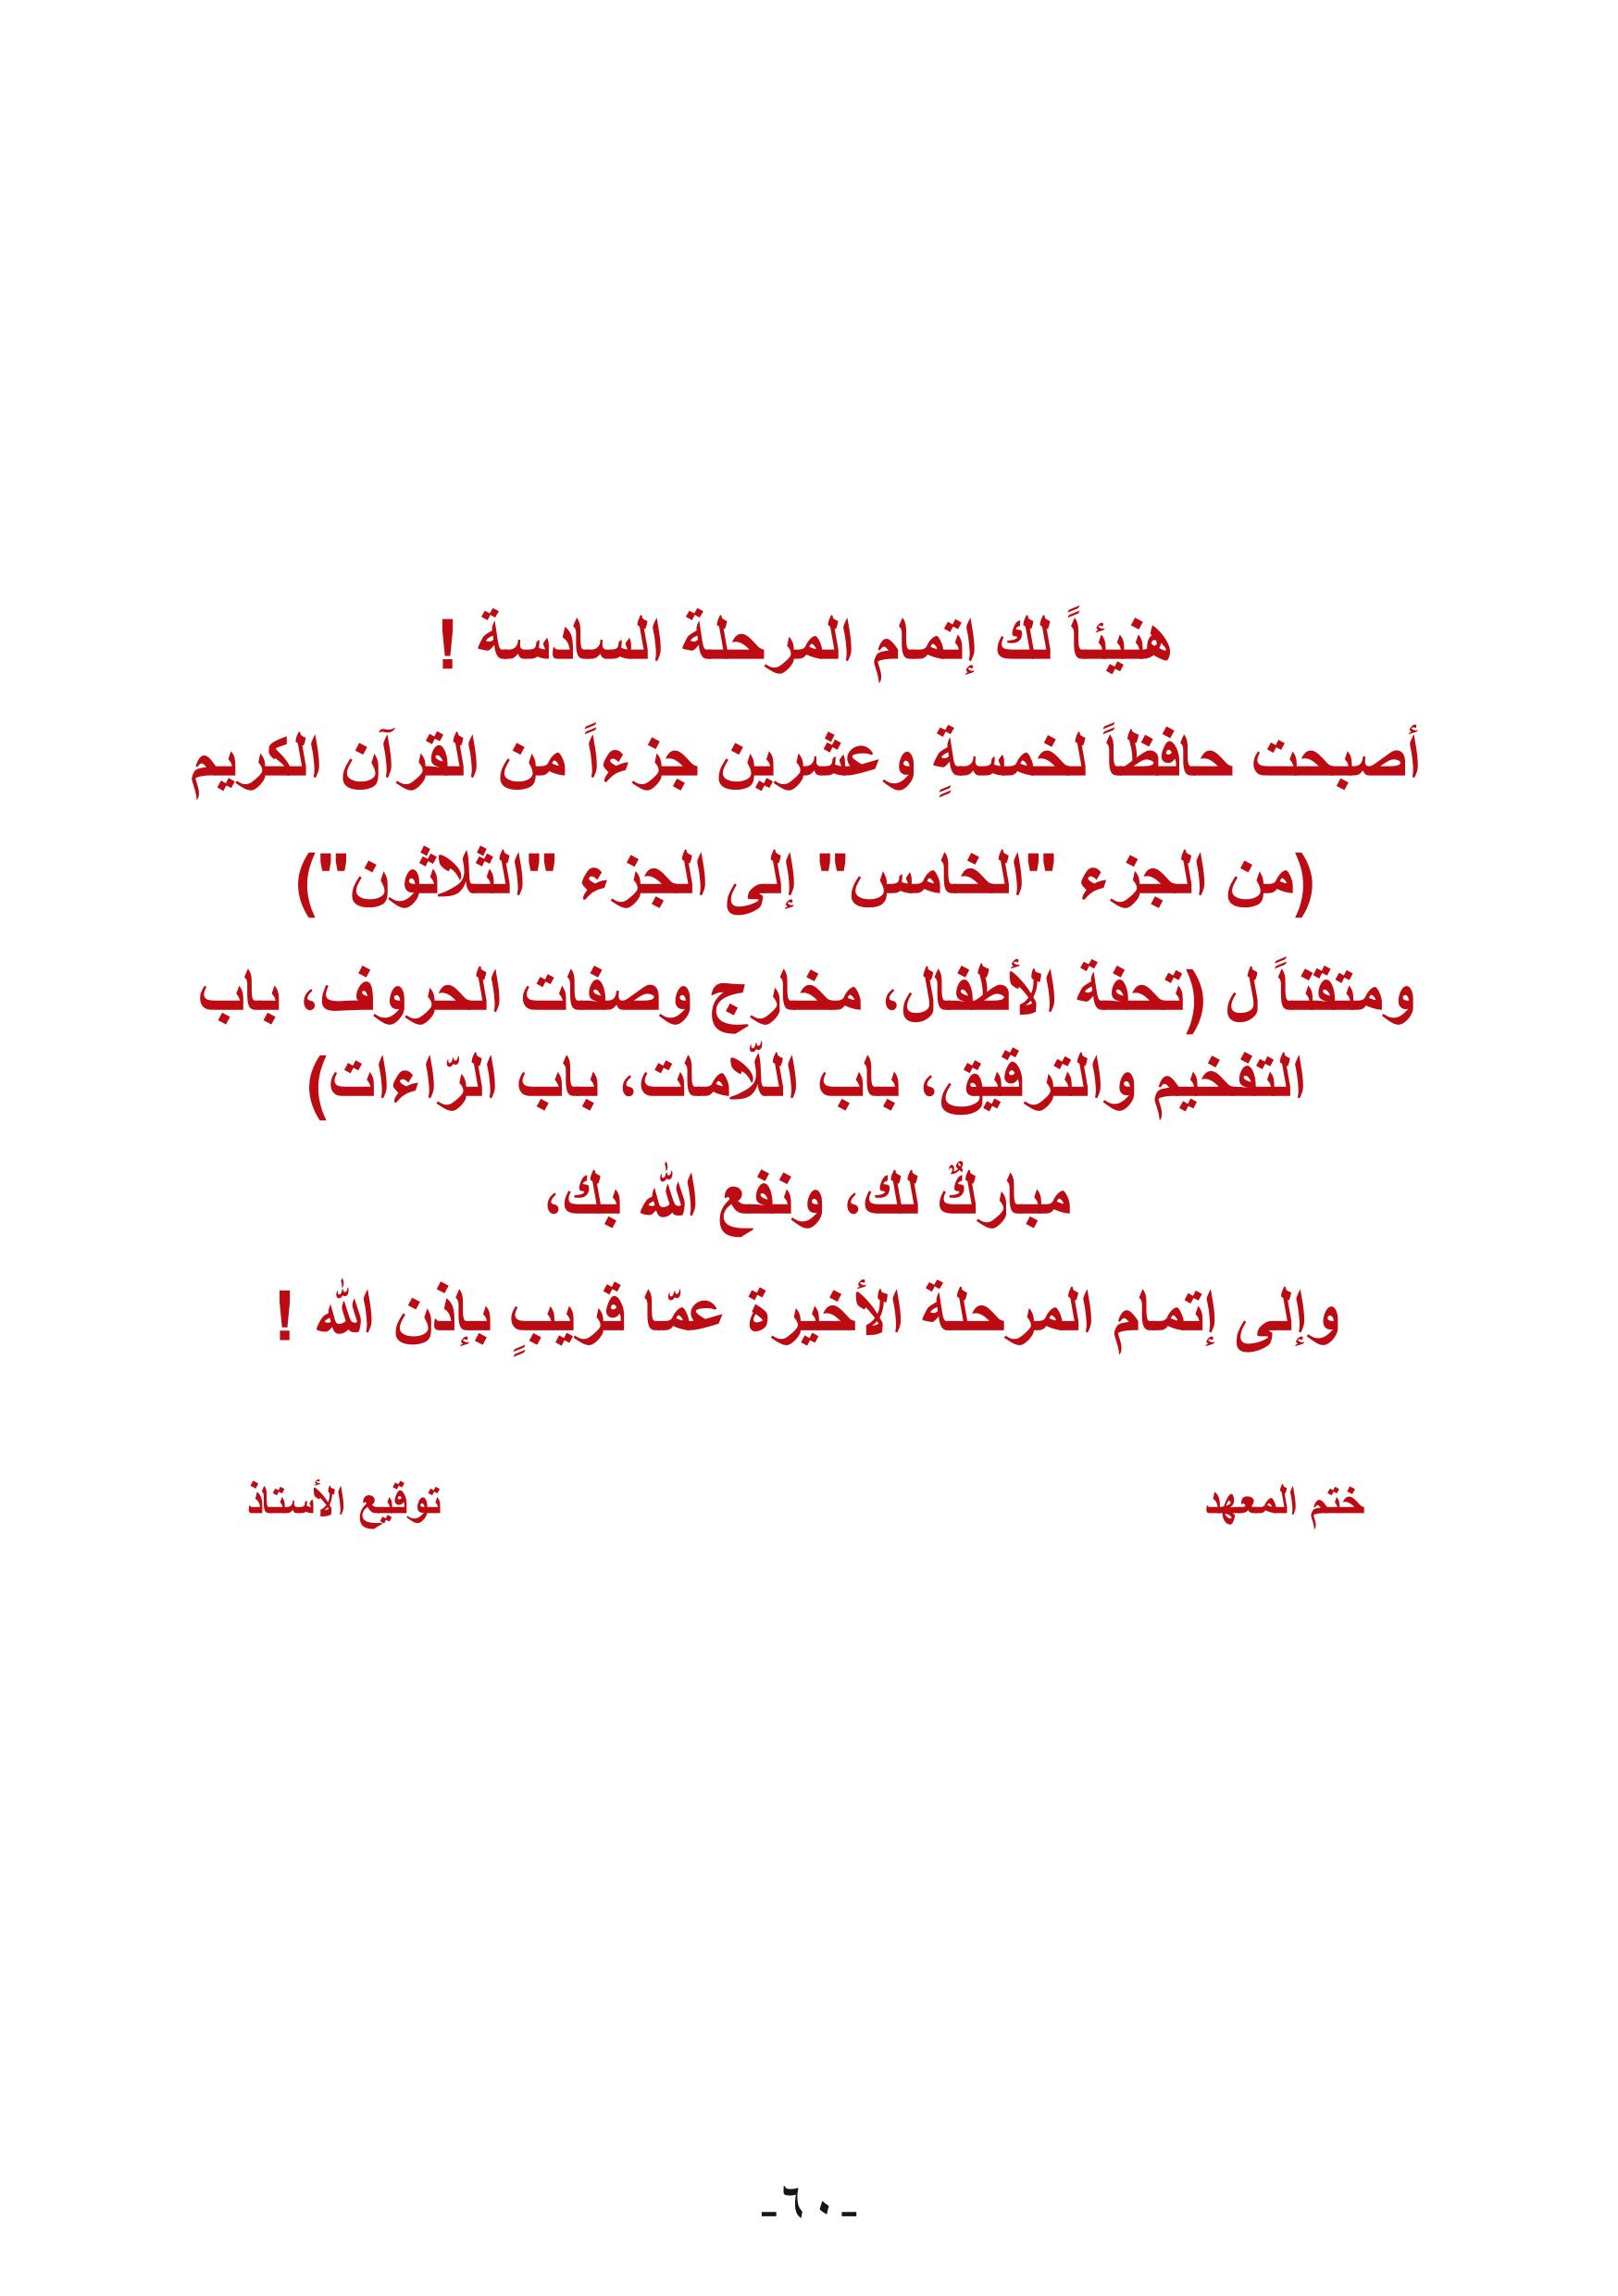 هنيئاً لك إتمام المرحلة السادسة !
أصبحت حافظاً لخمسةٍ وعشرين جزءاً من القرآن الكريم
(من الجزء "الخامس" إلى الجزء "الثلاثون")
ومتقناً ل (تحفة الأطفال، مخارج وصفات الحروف، باب
التفخيم والترقيق، باب اللّامات، باب الرّاءات)
مباركٌ لك، ونفع الله بك،
وإلى إتمام المرحلة الأخيرة عمّا قريبٍ بإذن الله !
ختم المعهد توقيع الأستاذ
-٦٠-